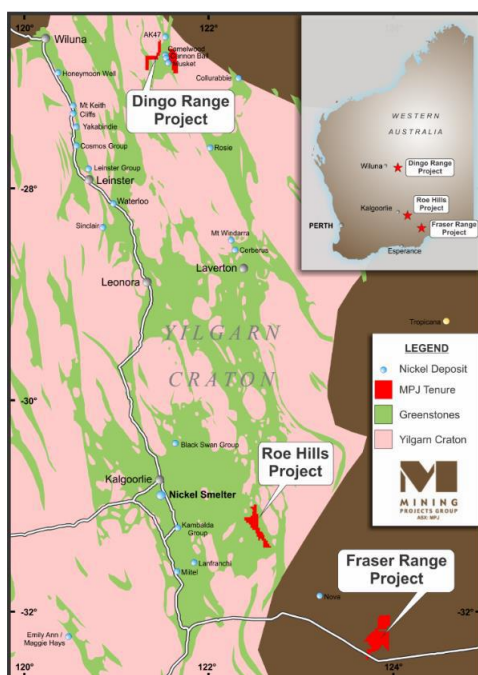 120°
122°
Wiluna
AK47
Camelwood
Cannon Ball
Musket
Honeymoon Well
Collurabbie
Dingo Range
Project
Mt Keith
Cliffs
Yakabindie
Cosmos Group
Rosie
Leinster Group
-28°
Leinster
Waterloo
Sinclair
Mt Windarra
Cerberus
Laverton
Leonora
YILGARN
CRATON
Tropicana
-30°
Black Swan Group
Roe Hills
Project
Kalgoorlie
Nickel Smelter
Kambalda
Group
Lanfranchi
Miitel
Fraser Range
Project
Nova
-32°
-32°
Emily Ann /
Maggie Hays
120°
122°
124°
WESTERN
AUSTRALIA
Wiluna
Dingo Range
Project
Kalgoorlie
Roe Hills
Project
Fraser Range
Project
PERTH
Esperance
LEGEND
Nickel Deposit
MPJ Tenure
Greenstones
Yilgarn Craton
M
MINING
PROJECTS GROUP
ASX: MPJ